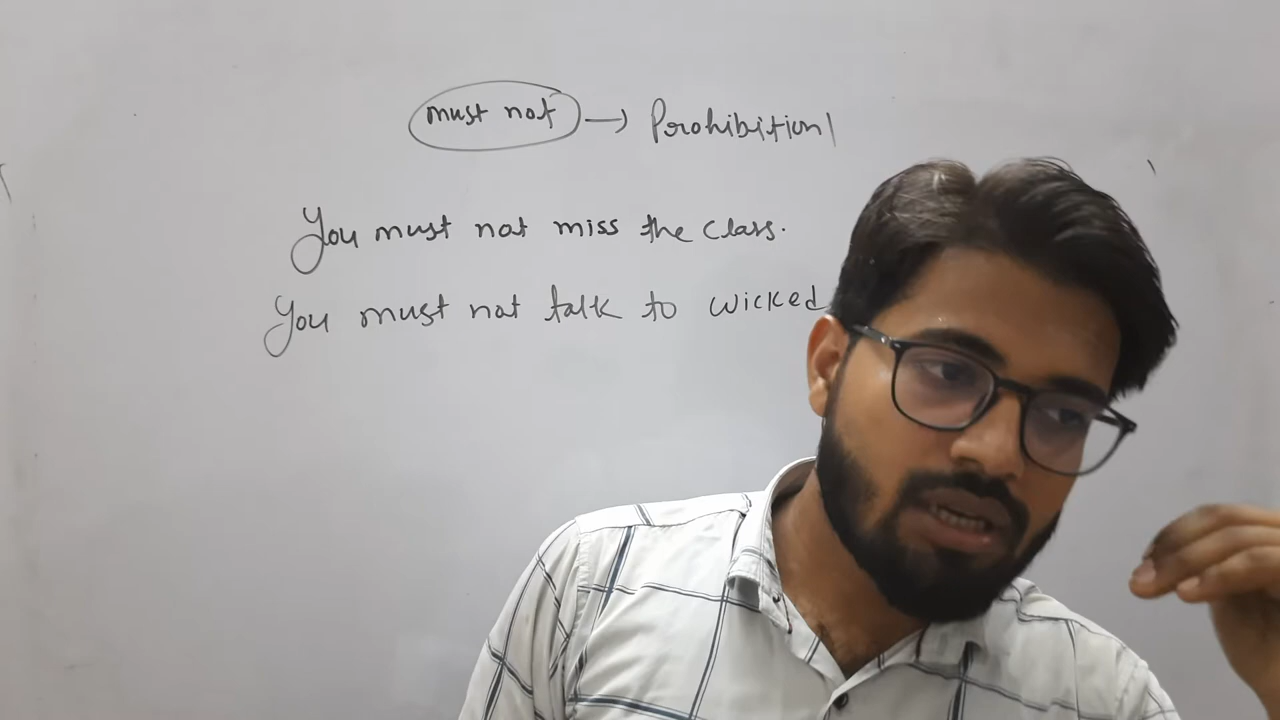 must not → Prohibition
You must not miss the class.
You must not talk to wicked